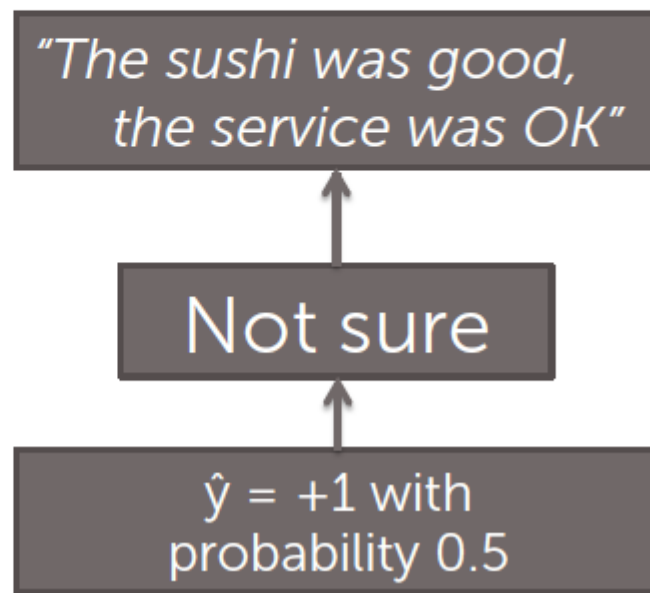 “The sushi was good,
the service was OK”
Not sure
ŷ = +1 with
probability 0.5